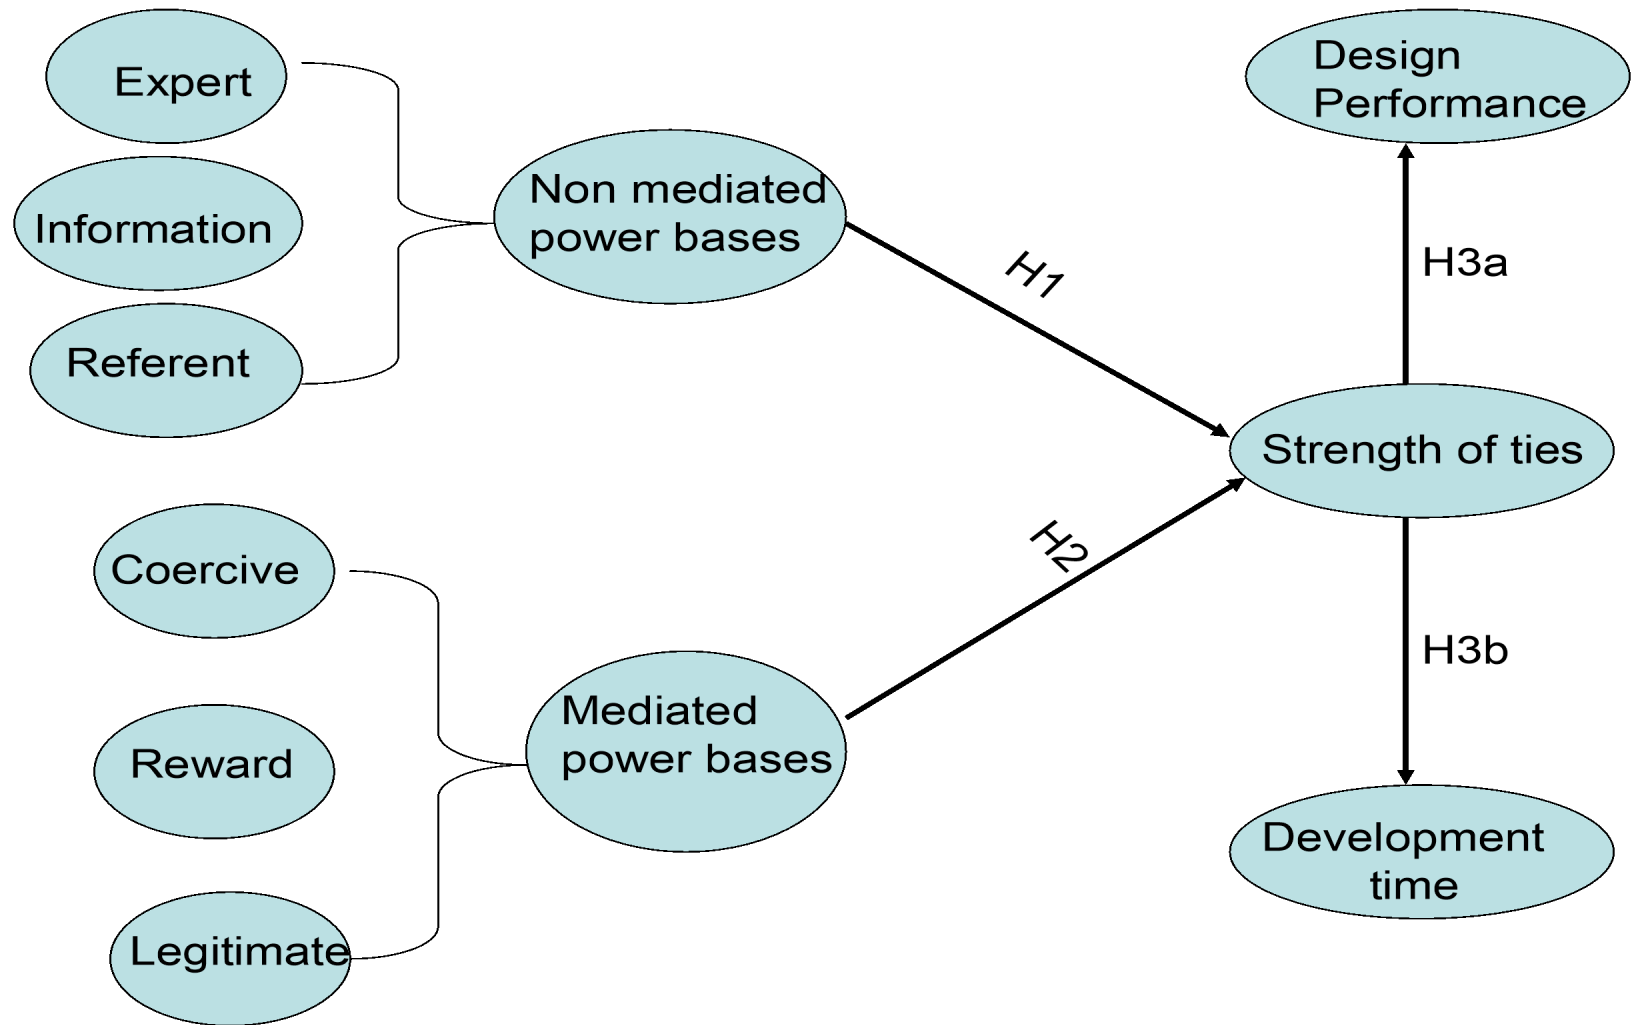 Expert
Information
Referent
Non mediated
power bases
H1
Coercive
Reward
Legitimate
Mediated
power bases
H2
Design
Performance
H3a
Strength of ties
H3b
Development
time